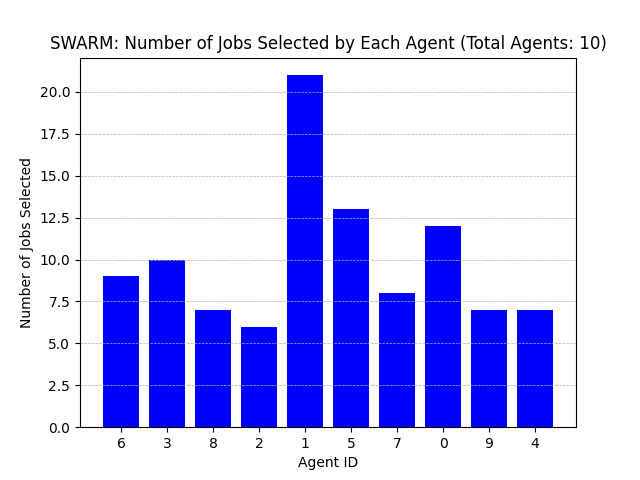 SWARM: Number of Jobs Selected by Each Agent (Total Agents: 10)
20.0
17.5
15.0
12.5
10.0
7.5
5.0
2.5
0.0
Number of Jobs Selected
6 3 8 2 1 5 7 0 9 4
Agent ID